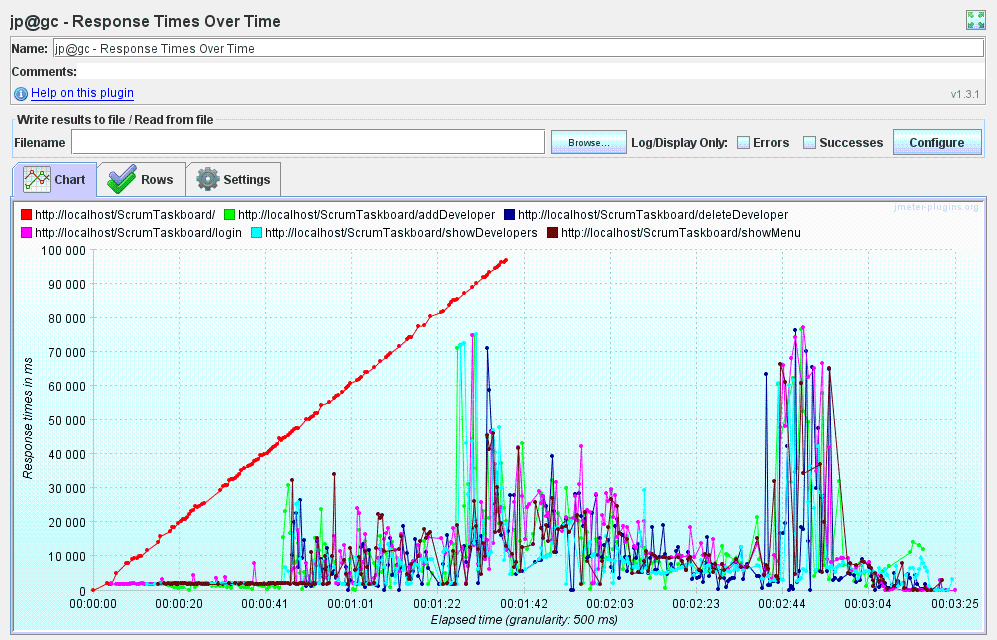 jp@gc - Response Times Over Time
Name: jp@gc - Response Times Over Time
Comments:
Help on this plugin
v1.3.1
Write results to file / Read from file
Filename Browse... Log/Display Only: Errors Successes Configure
Chart Rows Settings
jmeter-plugins.org
http://localhost/ScrumTaskboard/ http://localhost/ScrumTaskboard/addDeveloper http://localhost/ScrumTaskboard/deleteDeveloper
http://localhost/ScrumTaskboard/login http://localhost/ScrumTaskboard/showDevelopers http://localhost/ScrumTaskboard/showMenu
100 000
90 000
80 000
70 000
60 000
50 000
40 000
30 000
20 000
10 000
0
Response times in ms
00:00:00 00:00:20 00:00:41 00:01:01 00:01:22 00:01:42 00:02:03 00:02:23 00:02:44 00:03:04 00:03:25
Elapsed time (granularity: 500 ms)